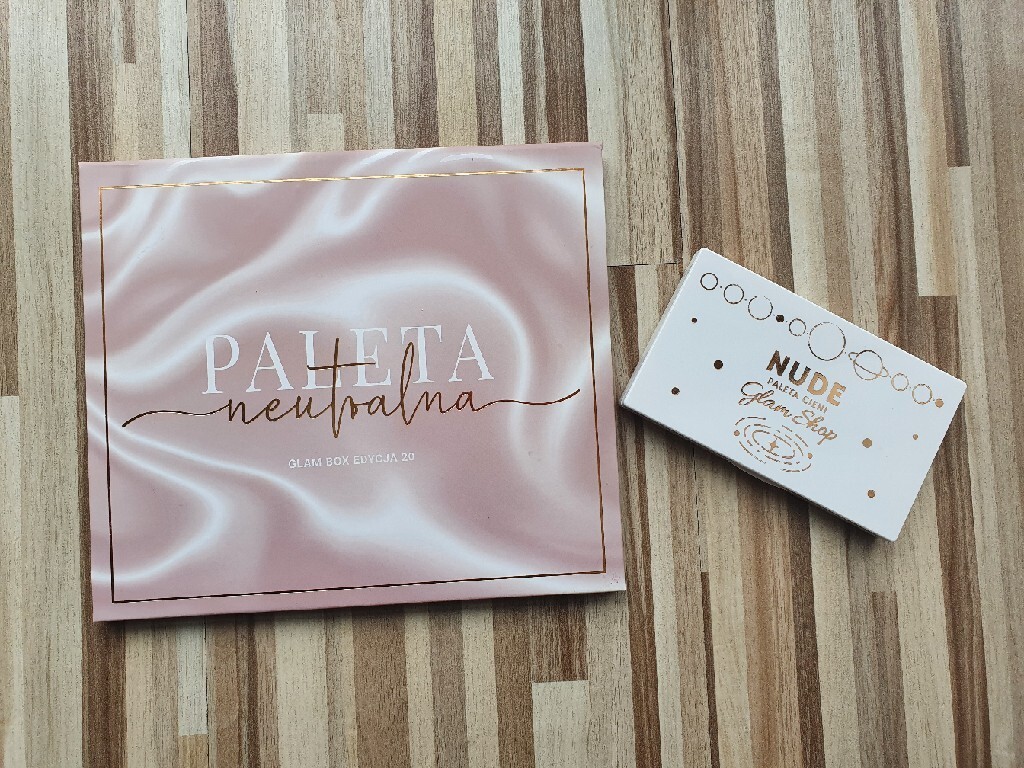 PALETA
neutralna
GLAM BOX EDYCJA 20
NUDE
PALETA CIENI
Glam Shop